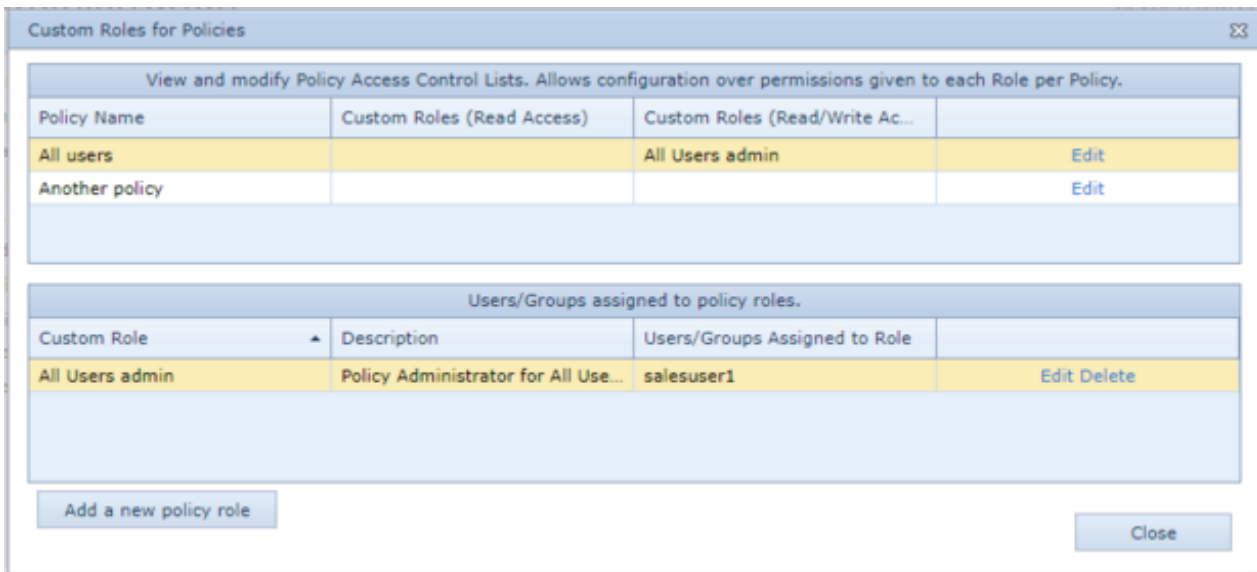 Custom Roles for Policies
View and modify Policy Access Control Lists. Allows configuration over permissions given to each Role per Policy.
Policy Name Custom Roles (Read Access) Custom Roles (Read/Write Ac...
All users All Users admin Edit
Another policy Edit
Users/Groups assigned to policy roles.
Custom Role Description Users/Groups Assigned to Role
All Users admin Policy Administrator for All Use... salesuser1 Edit Delete
Add a new policy role
Close